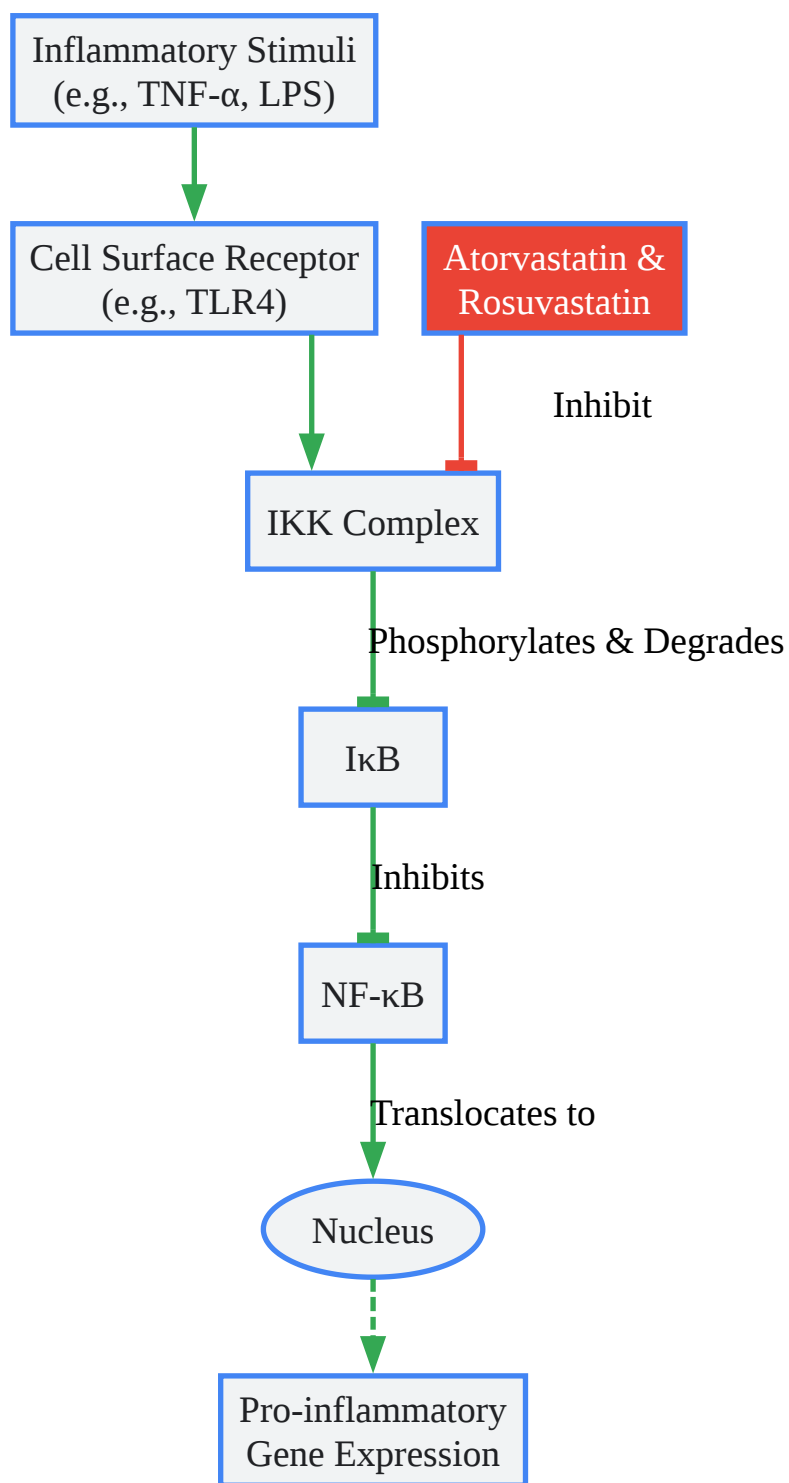 Inflammatory Stimuli
(e.g., TNF-α, LPS)
Cell Surface Receptor
(e.g., TLR4)
Atorvastatin &
Rosuvastatin
Inhibit
IKK Complex
Phosphorylates & Degrades
IκB
Inhibits
NF-κB
Translocates to
Nucleus
Pro-inflammatory
Gene Expression